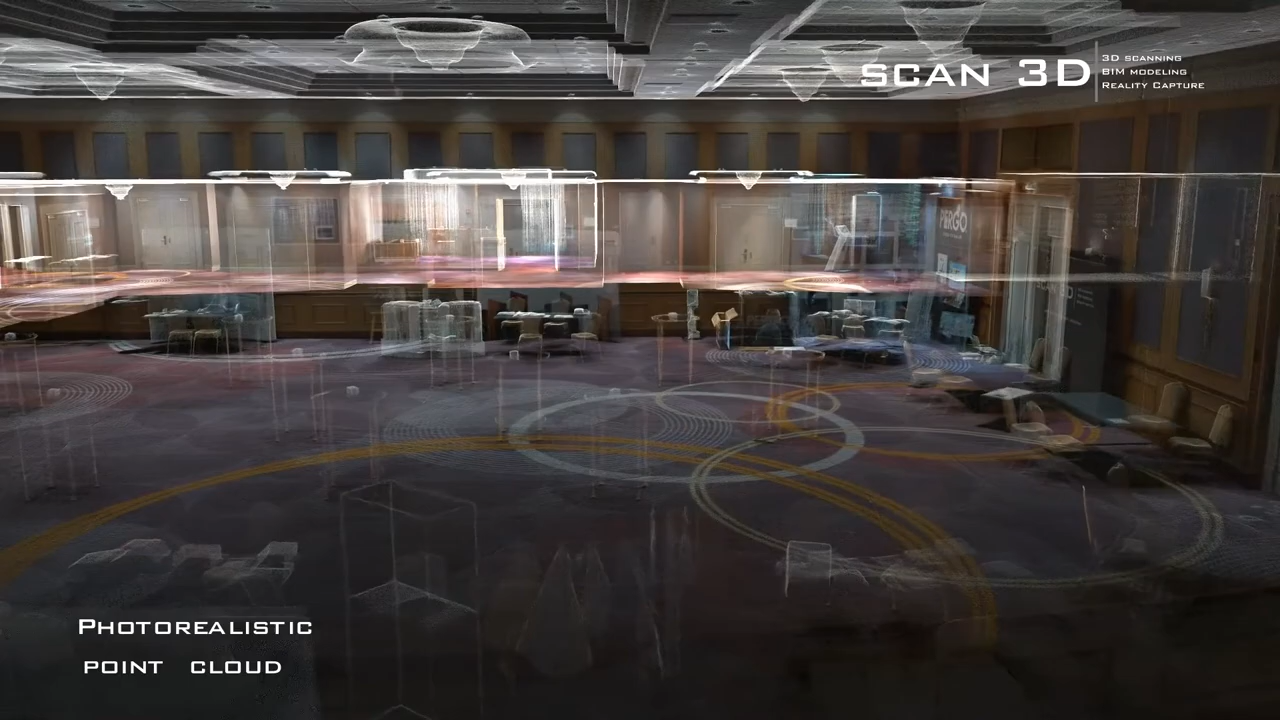 SCAN 3D
3D SCANNING
BIM MODELING
REALITY CAPTURE
PERGO
PHOTOREALISTIC
POINT CLOUD